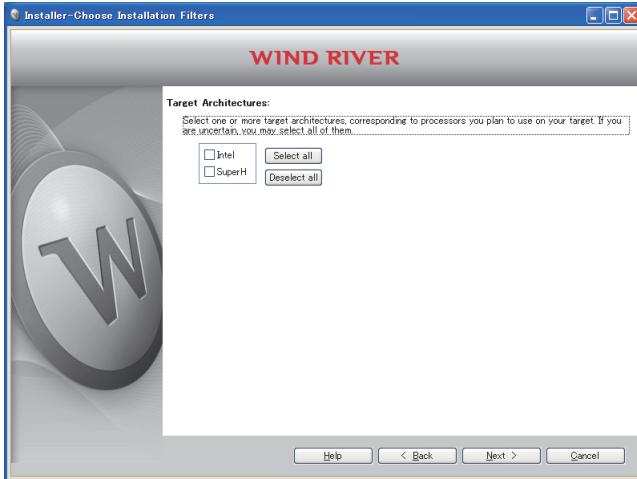 Installer-Choose Installation Filters
WIND RIVER
Target Architectures:
Select one or more target architectures, corresponding to processors you plan to use on your target. If you
are uncertain, you may select all of them.
Intel
Select all
SuperH
Deselect all
W
Help
< Back
Next >
Cancel